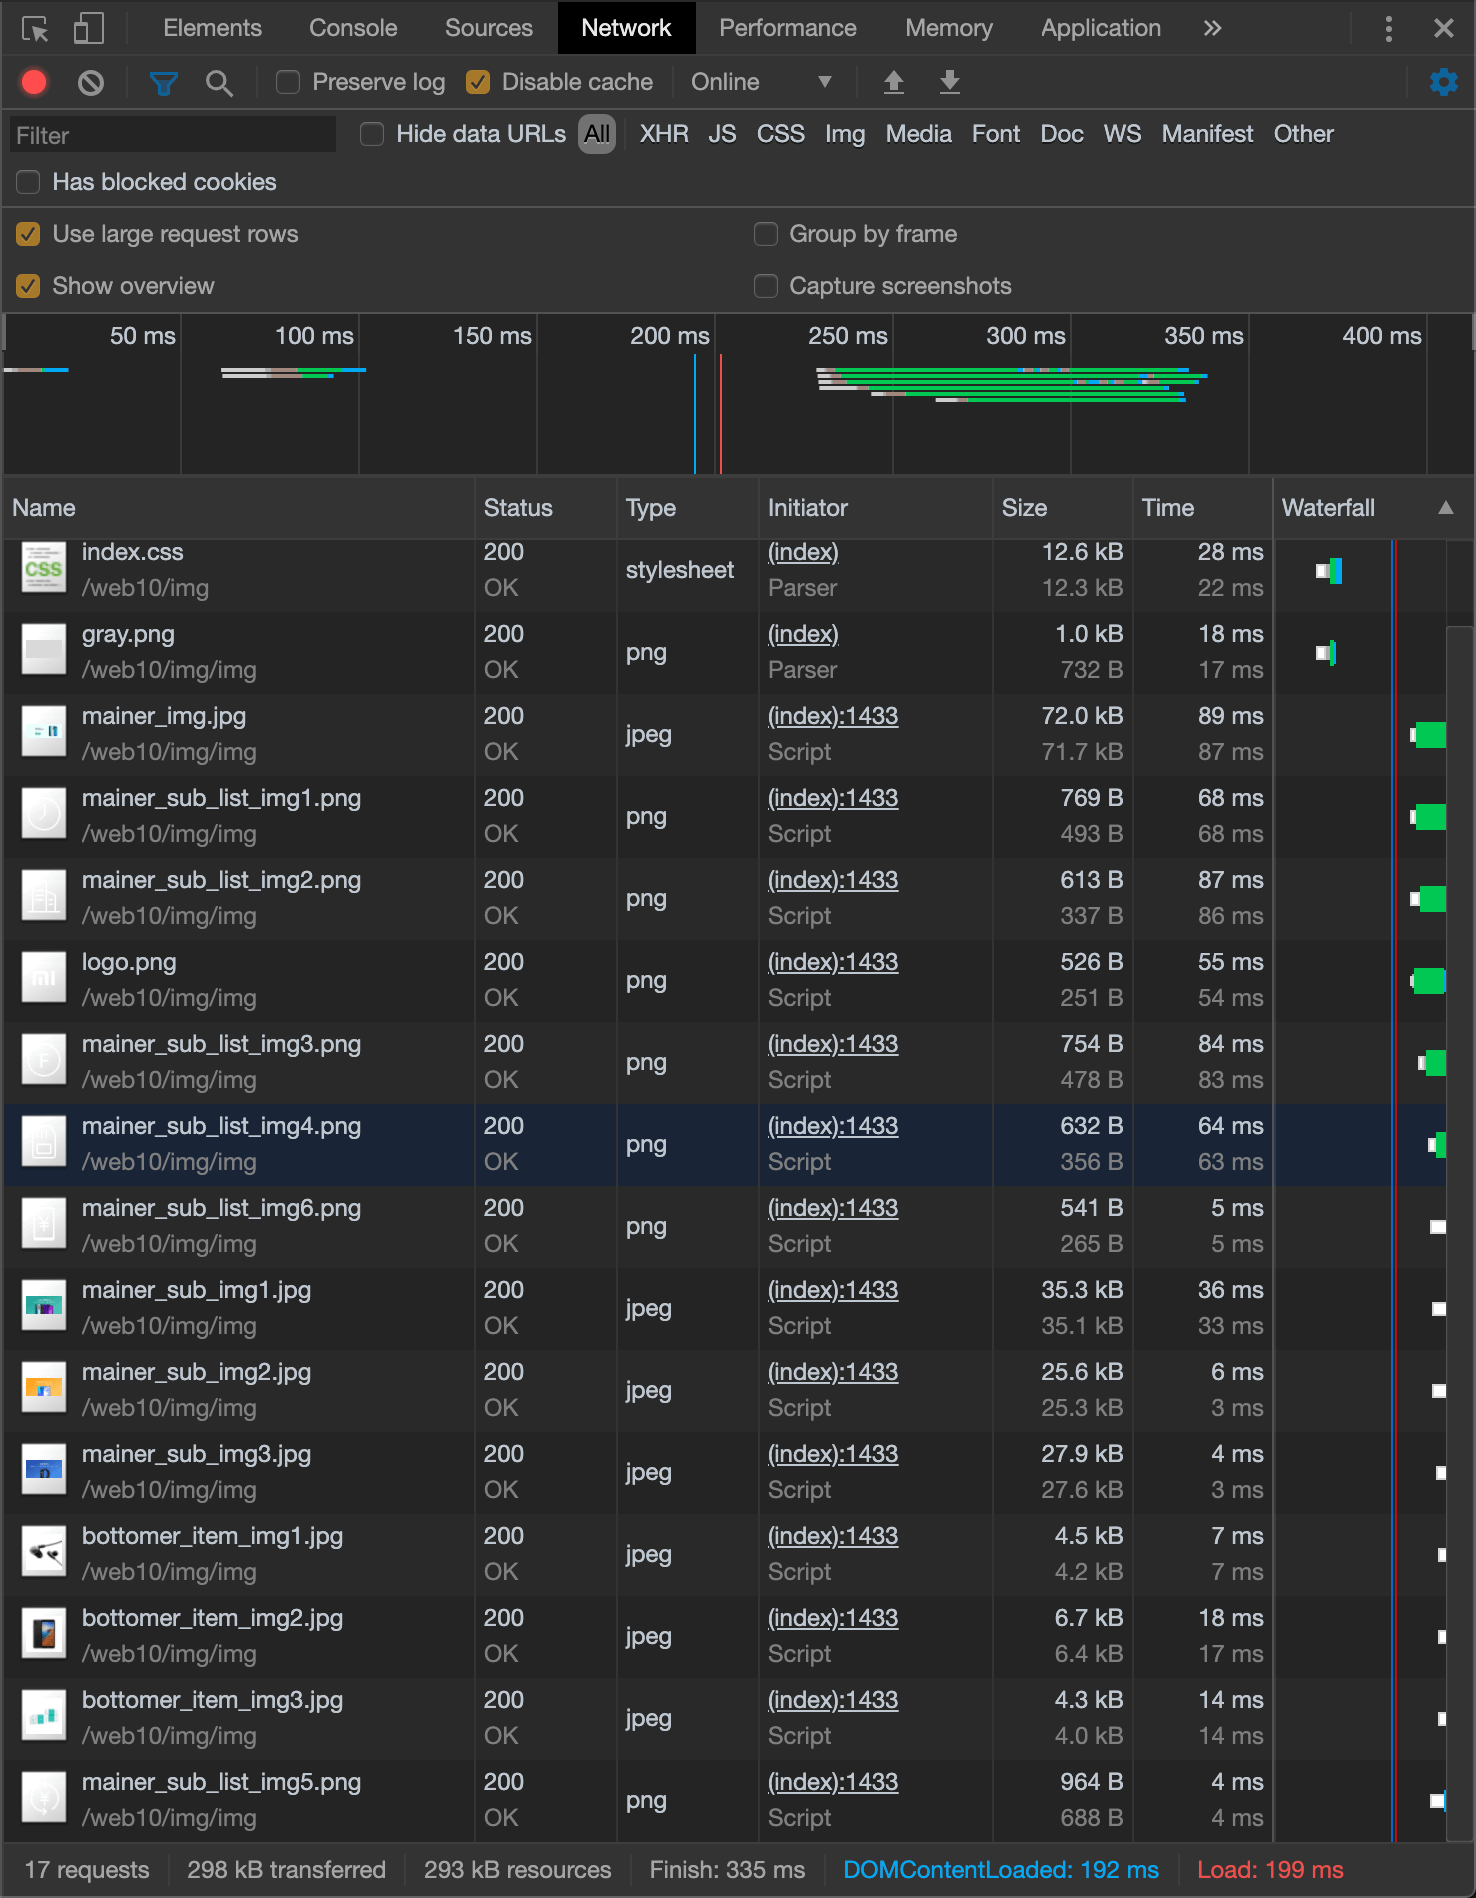 Elements Console Sources Network Performance Memory Application »
Preserve log Disable cache Online
Filter Hide data URLs All XHR JS CSS Img Media Font Doc WS Manifest Other
Has blocked cookies
Use large request rows Group by frame
Show overview Capture screenshots
50 ms 100 ms 150 ms 200 ms 250 ms 300 ms 350 ms 400 ms
Name Status Type Initiator Size Time Waterfall
index.css 200 stylesheet (index) 12.6 kB 28 ms
/web10/img OK Parser 12.3 kB 22 ms
gray.png 200 png (index) 1.0 kB 18 ms
/web10/img/img OK Parser 732 B 17 ms
mainer_img.jpg 200 jpeg (index):1433 72.0 kB 89 ms
/web10/img/img OK Script 71.7 kB 87 ms
mainer_sub_list_img1.png 200 png (index):1433 769 B 68 ms
/web10/img/img OK Script 493 B 68 ms
mainer_sub_list_img2.png 200 png (index):1433 613 B 87 ms
/web10/img/img OK Script 337 B 86 ms
logo.png 200 png (index):1433 526 B 55 ms
/web10/img/img OK Script 251 B 54 ms
mainer_sub_list_img3.png 200 png (index):1433 754 B 84 ms
/web10/img/img OK Script 478 B 83 ms
mainer_sub_list_img4.png 200 png (index):1433 632 B 64 ms
/web10/img/img OK Script 356 B 63 ms
mainer_sub_list_img6.png 200 png (index):1433 541 B 5 ms
/web10/img/img OK Script 265 B 5 ms
mainer_sub_img1.jpg 200 jpeg (index):1433 35.3 kB 36 ms
/web10/img/img OK Script 35.1 kB 33 ms
mainer_sub_img2.jpg 200 jpeg (index):1433 25.6 kB 6 ms
/web10/img/img OK Script 25.3 kB 3 ms
mainer_sub_img3.jpg 200 jpeg (index):1433 27.9 kB 4 ms
/web10/img/img OK Script 27.6 kB 3 ms
bottomer_item_img1.jpg 200 jpeg (index):1433 4.5 kB 7 ms
/web10/img/img OK Script 4.2 kB 7 ms
bottomer_item_img2.jpg 200 jpeg (index):1433 6.7 kB 18 ms
/web10/img/img OK Script 6.4 kB 17 ms
bottomer_item_img3.jpg 200 jpeg (index):1433 4.3 kB 14 ms
/web10/img/img OK Script 4.0 kB 14 ms
mainer_sub_list_img5.png 200 png (index):1433 964 B 4 ms
/web10/img/img OK Script 688 B 4 ms
17 requests 298 kB transferred 293 kB resources Finish: 335 ms DOMContentLoaded: 192 ms Load: 199 ms